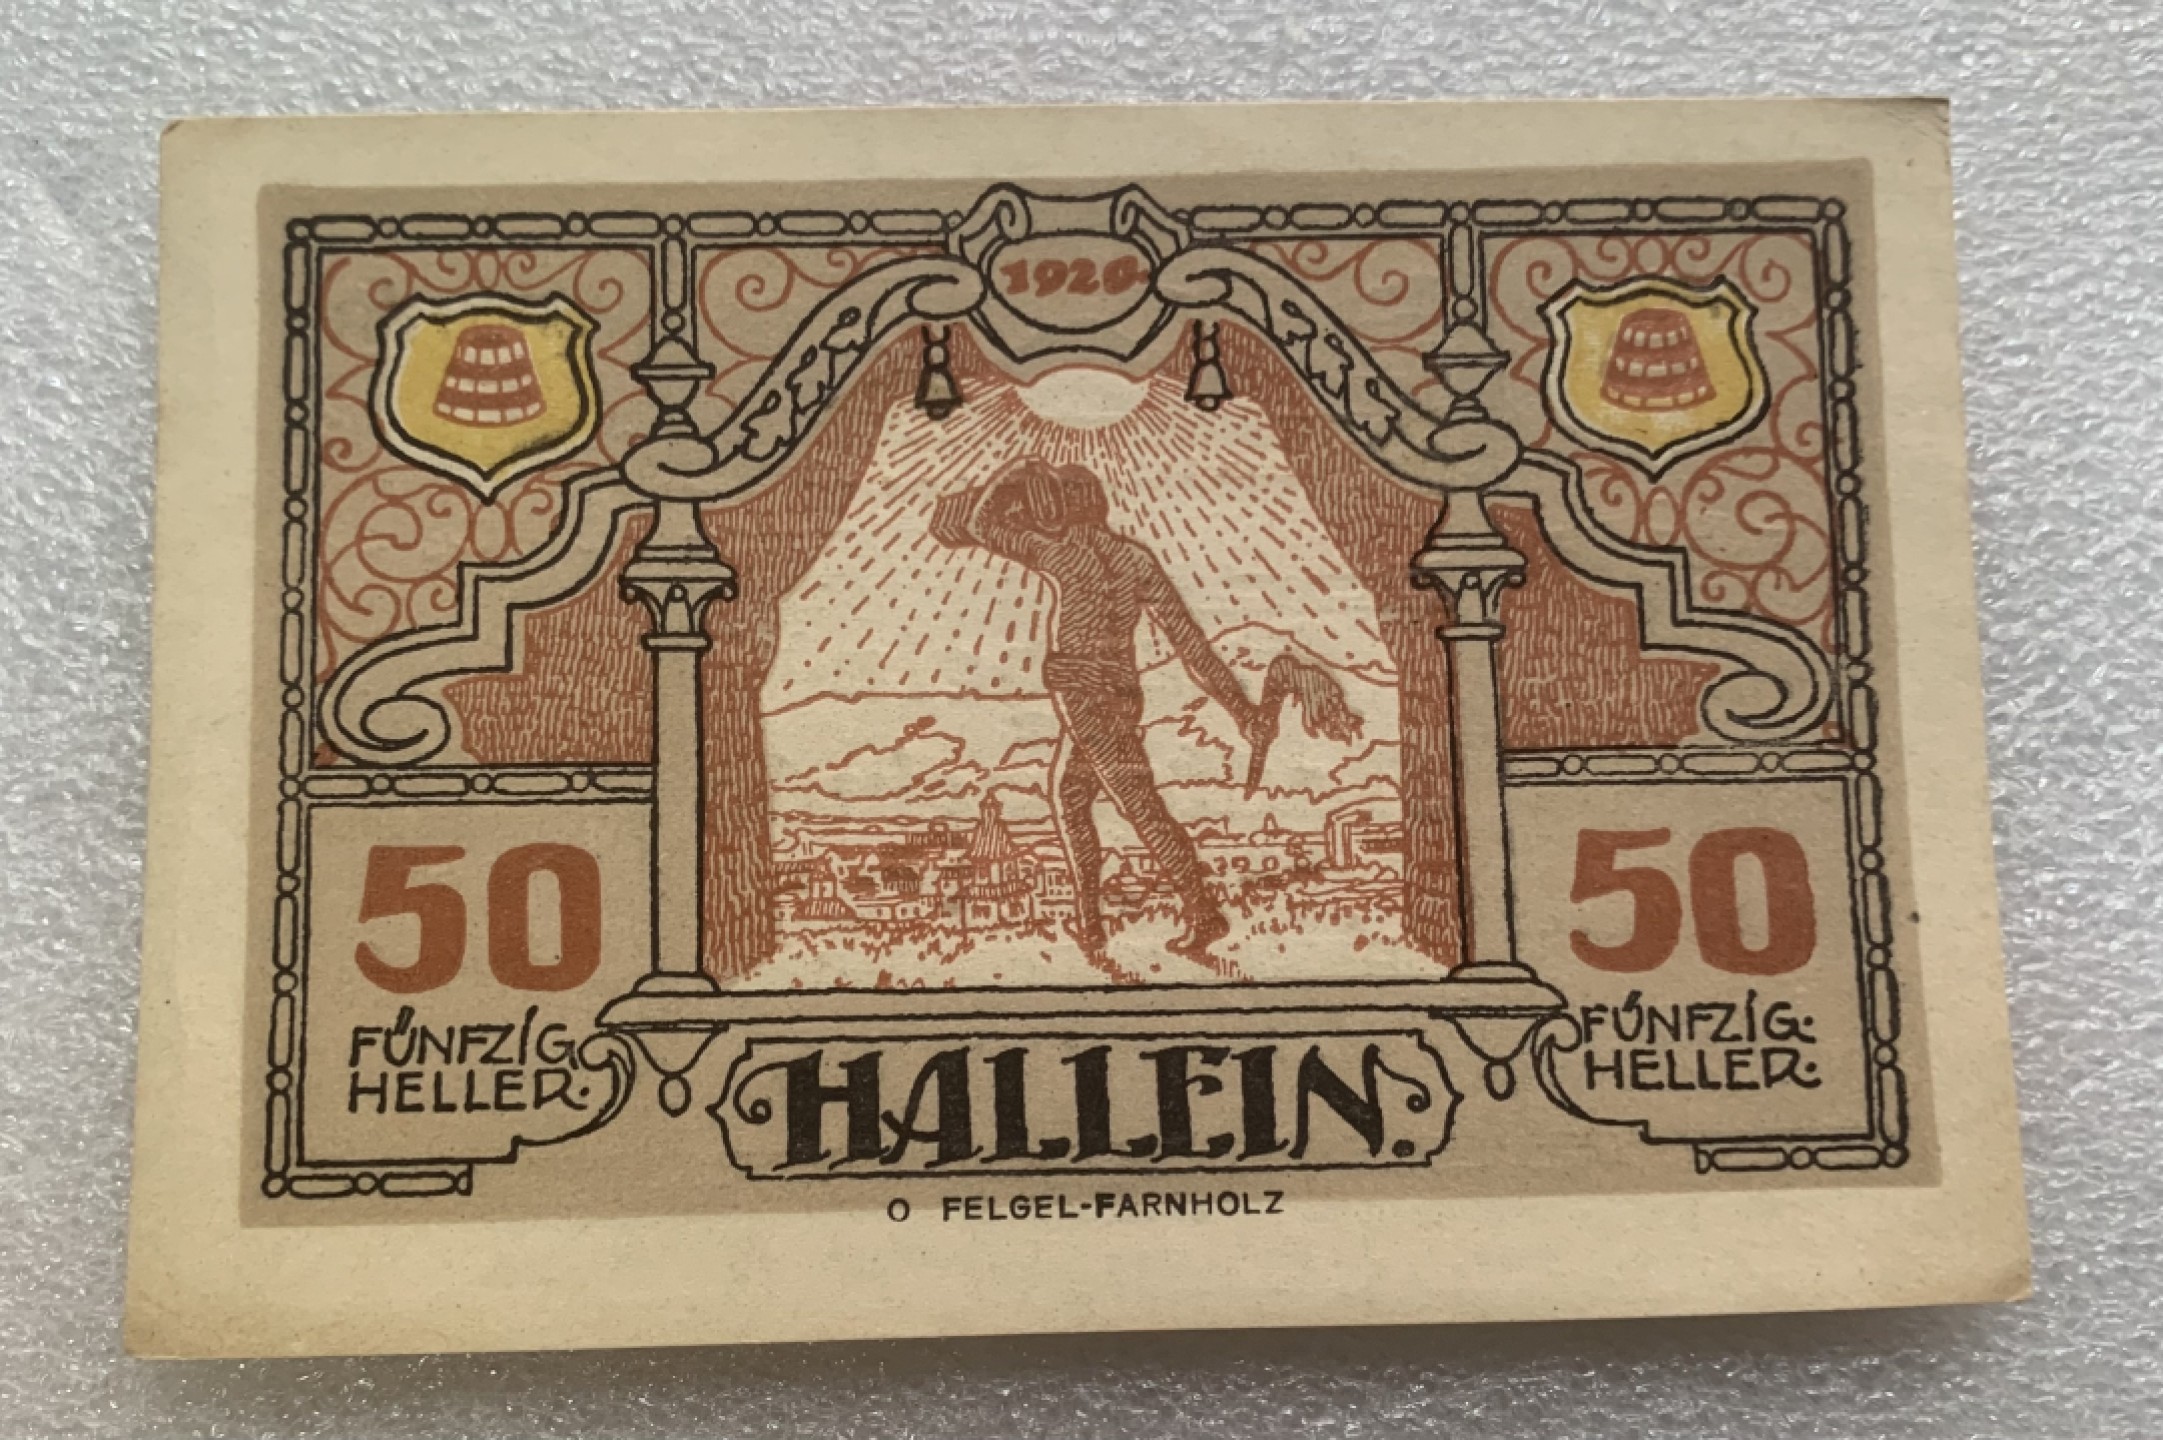 1920.
50
FÜNFZIG
HELLER.
50
FÜNFZIG:
HELLER:
HALLEIN.
O FELGEL-FARNHOLZ